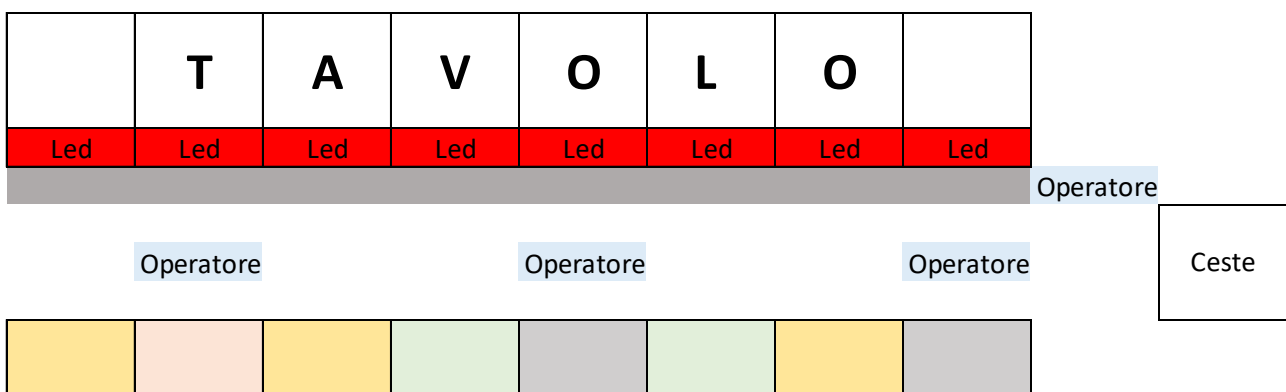 T A V O L O
Led Led Led Led Led Led Led Led
Operatore
Operatore Operatore Operatore Ceste